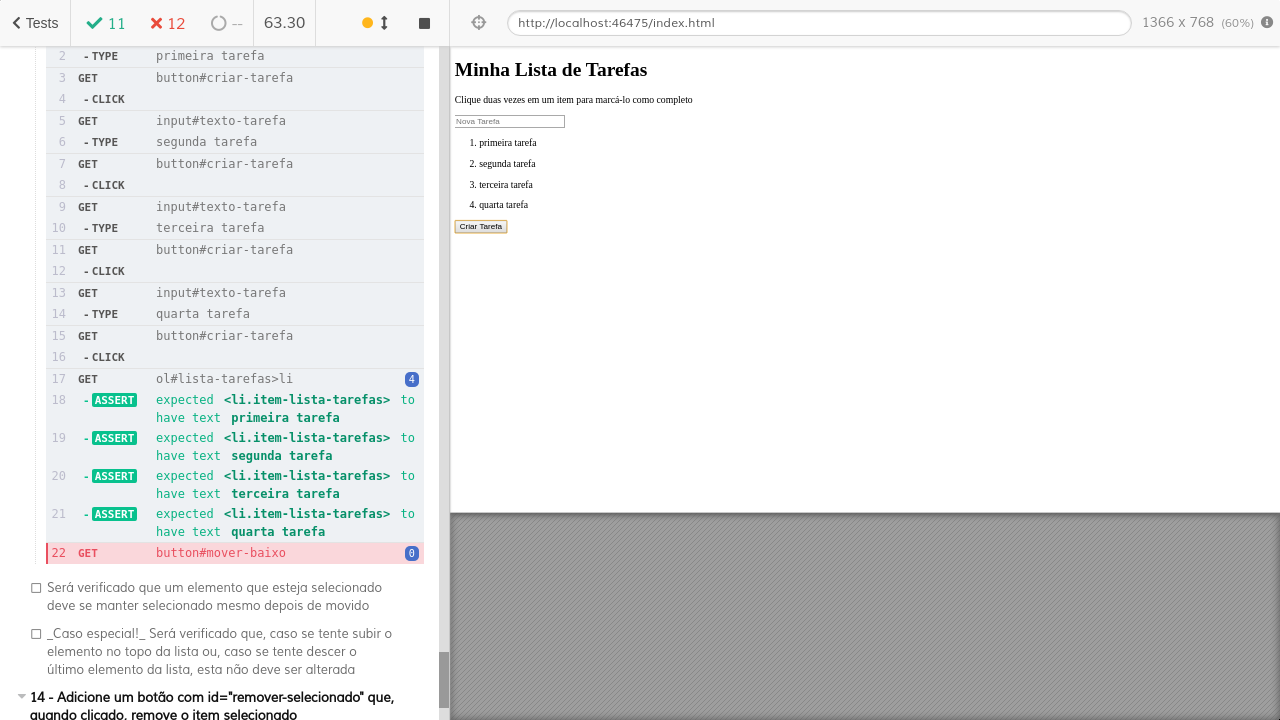 Tests 11 12 -- 63.30 http://localhost:46475/index.html 1366 x 768 (60%)
2 - TYPE primeira tarefa
3 GET button#criar-tarefa
4 - CLICK
5 GET input#texto-tarefa
6 - TYPE segunda tarefa
7 GET button#criar-tarefa
8 - CLICK
9 GET input#texto-tarefa
10 - TYPE terceira tarefa
11 GET button#criar-tarefa
12 - CLICK
13 GET input#texto-tarefa
14 - TYPE quarta tarefa
15 GET button#criar-tarefa
16 - CLICK
17 GET ol#lista-tarefas>li 4
18 - ASSERT expected <li.item-lista-tarefas> to
have text primeira tarefa
19 - ASSERT expected <li.item-lista-tarefas> to
have text segunda tarefa
20 - ASSERT expected <li.item-lista-tarefas> to
have text terceira tarefa
21 - ASSERT expected <li.item-lista-tarefas> to
have text quarta tarefa
22 GET button#mover-baixo 0
Será verificado que um elemento que esteja selecionado
deve se manter selecionado mesmo depois de movido
_Caso especial!_ Será verificado que, caso se tente subir o
elemento no topo da lista ou, caso se tente descer o
último elemento da lista, esta não deve ser alterada
14 - Adicione um botão com id="remover-selecionado" que,
quando clicado, remove o item selecionado
Minha Lista de Tarefas
Clique duas vezes em um item para marcá-lo como completo
Nova Tarefa
1. primeira tarefa
2. segunda tarefa
3. terceira tarefa
4. quarta tarefa
Criar Tarefa